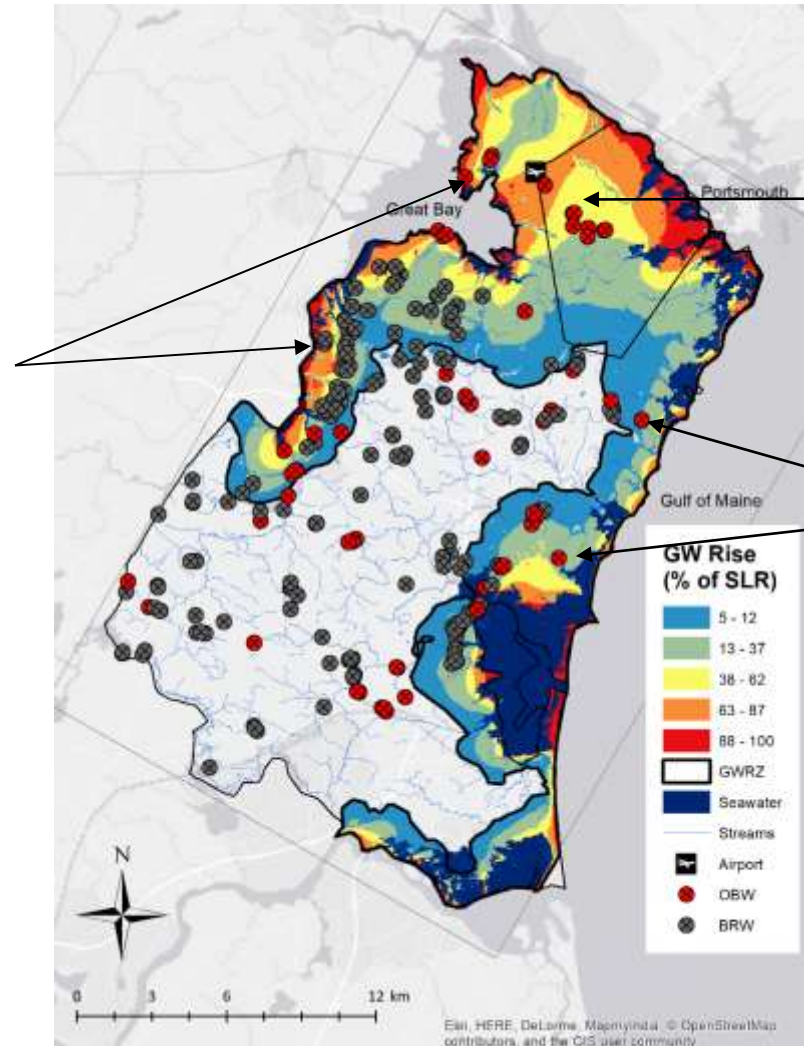 Portsmouth
Great Bay
Gulf of Maine
GW Rise
(% of SLR)
5 - 12
13 - 37
38 - 62
63 - 87
88 - 100
GWRZ
Seawater
Streams
Airport
OBW
BRW
N
0 3 6 12 km
Esri, HERE, DeLorme, MapmyIndia, © OpenStreetMap
contributors, and the GIS user community